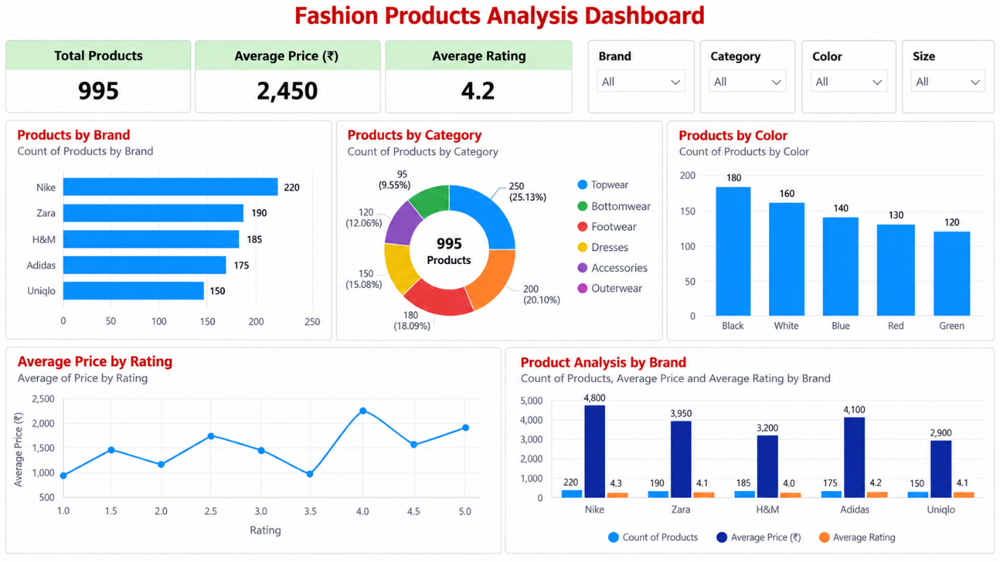 Fashion Products Analysis Dashboard
Total Products
995
Average Price (₹)
2,450
Average Rating
4.2
Brand
All
Category
All
Color
All
Size
All
Products by Brand
Count of Products by Brand
Nike
220
Zara
190
H&M
185
Adidas
175
Uniqlo
150
0 50 100 150 200 250
Products by Category
Count of Products by Category
95
(9.55%)
250
(25.13%)
120
(12.06%)
995
Products
150
(15.08%)
200
(20.10%)
180
(18.09%)
Topwear
Bottomwear
Footwear
Dresses
Accessories
Outerwear
Products by Color
Count of Products by Color
200
150
100
50
0
180
160
140
130
120
Black White Blue Red Green
Average Price by Rating
Average of Price by Rating
Average Price (₹)
2,500
2,000
1,500
1,000
500
1.0 1.5 2.0 2.5 3.0 3.5 4.0 4.5 5.0
Rating
Product Analysis by Brand
Count of Products, Average Price and Average Rating by Brand
5,000
4,000
3,000
2,000
1,000
0
220 4,800 4.3
190 3,950 4.1
185 3,200 4.0
175 4,100 4.2
150 2,900 4.1
Nike Zara H&M Adidas Uniqlo
Count of Products Average Price (₹) Average Rating